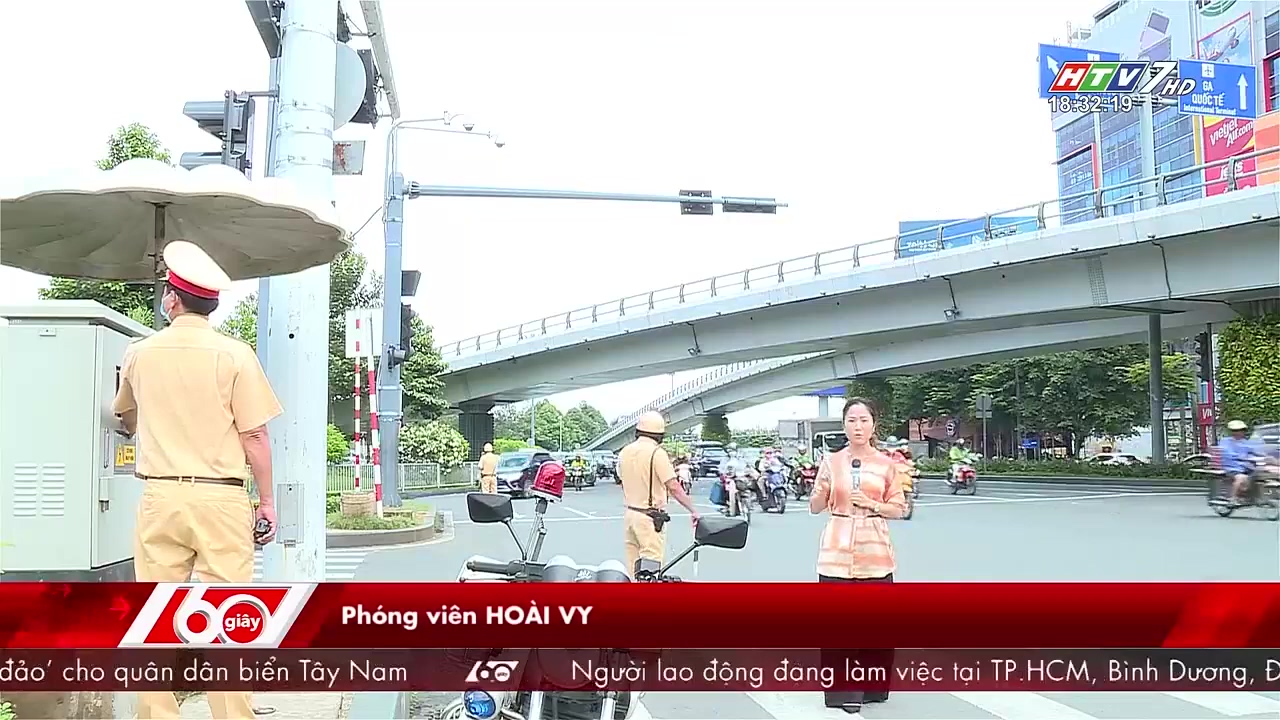 HTV7 HD
18:32:19
GA
QUỐC TẾ
International Terminal
vietjet
Air.com
60 giây
Phóng viên HOÀI VY
đảo’ cho quân dân biển Tây Nam 60 Người lao động đang làm việc tại TP.HCM, Bình Dương, Đ